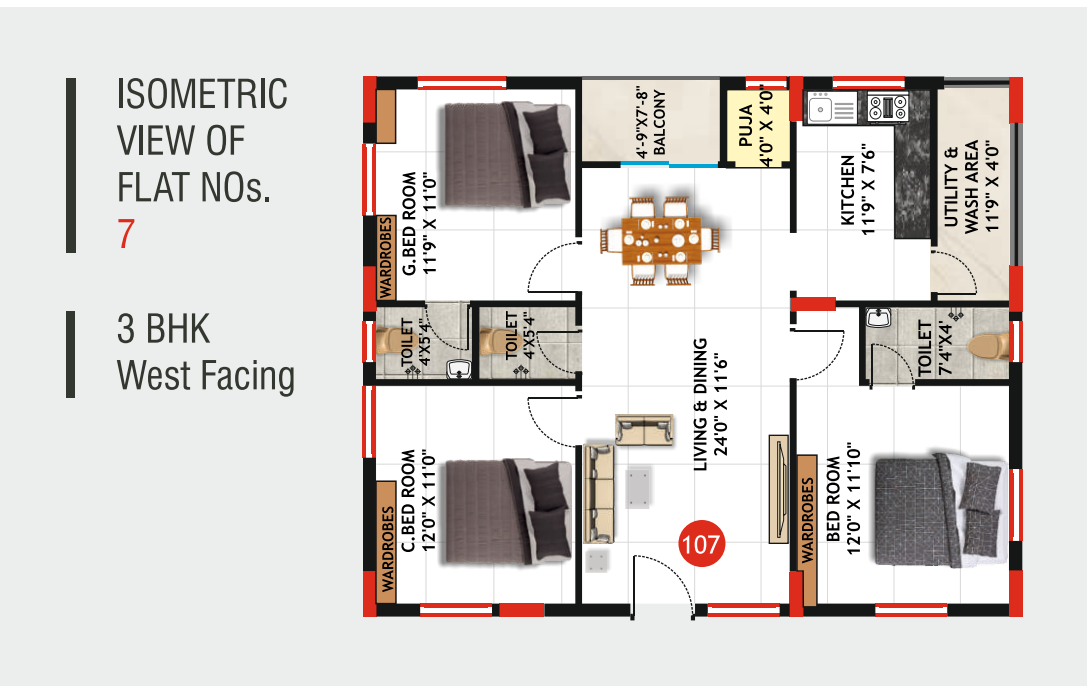 ISOMETRIC
VIEW OF
FLAT NOs.
7
3 BHK
West Facing
WARDROBES
G.BED ROOM
11'9" X 11'0"
4'-9"X7'-8"
BALCONY
PUJA
4'0" X 4'0"
KITCHEN
11'9" X 7'6"
UTILITY &
WASH AREA
11'9" X 4'0"
TOILET
4'X5'4"
TOILET
4'X5'4"
TOILET
7'4"X4'
LIVING & DINING
24'0" X 11'6"
WARDROBES
C.BED ROOM
12'0" X 11'0"
107
WARDROBES
BED ROOM
12'0" X 11'10"